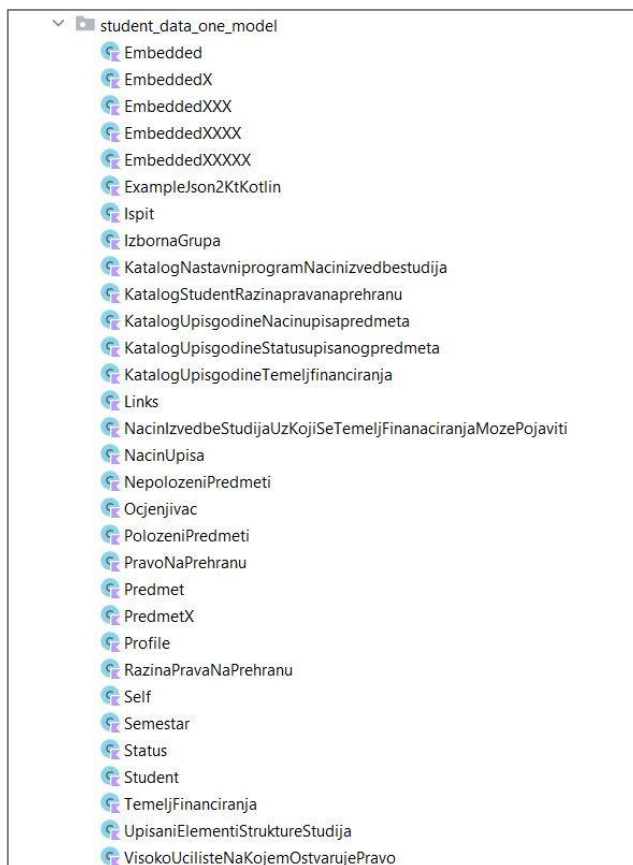 student_data_one_model
Embedded
EmbeddedX
EmbeddedXXX
EmbeddedXXXX
EmbeddedXXXXX
ExampleJson2KtKotlin
Ispit
IzbornaGrupa
KatalogNastavniprogramNacinizvedbestudija
KatalogStudentRazinapravanaprehranu
KatalogUpisgodineNacinupisapredmeta
KatalogUpisgodineStatusupisanogpredmeta
KatalogUpisgodineTemeljfinanciranja
Links
NacinIzvedbeStudijaUzKojiSeTemeljFinanaciranjaMozePojaviti
NacinUpisa
NepolozeniPredmeti
Ocjenjivac
PolozeniPredmeti
PravoNaPrehranu
Predmet
PredmetX
Profile
RazinaPravaNaPrehranu
Self
Semestar
Status
Student
TemeljFinanciranja
UpisaniElementiStruktureStudija
VisokoUcilisteNaKojemOstvarujePravo